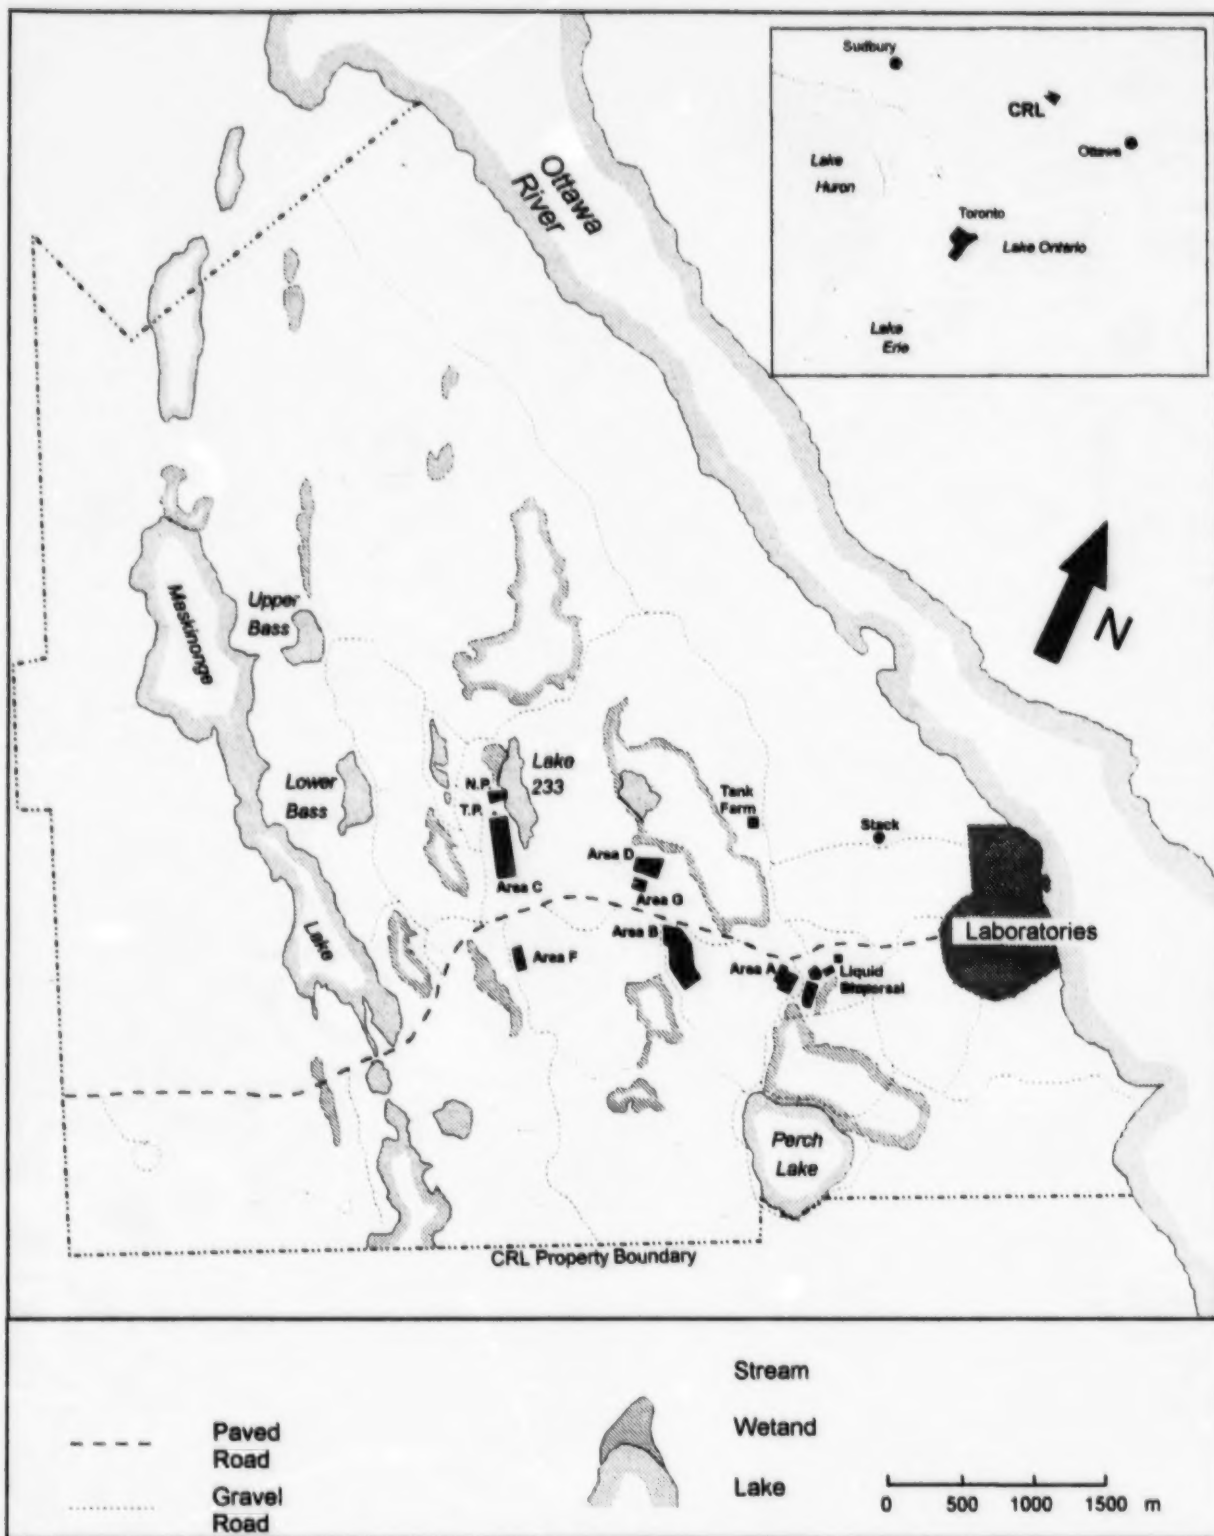 Sudbury
CRL
Ottawa
Lake
Huron
Toronto
Lake Ontario
Lake
Erie
Ottawa
River
N
Maskinonge
Lake
Upper
Bass
Lower
Bass
Lake
233
N.P.
T.P.
Area C
Tank
Farm
Stack
Area D
Area G
Area B
Area F
Area A
Liquid
Dispersal
Laboratories
Perch
Lake
CRL Property Boundary
Paved
Road
Gravel
Road
Stream
Wetand
Lake
0 500 1000 1500 m